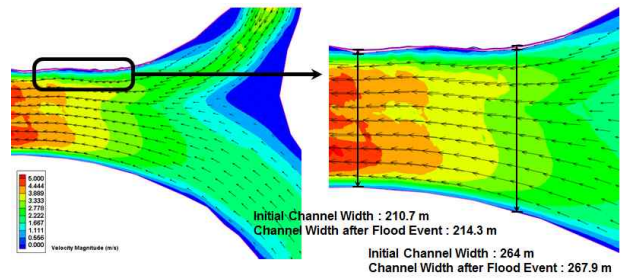 5.000
4.444
3.889
3.333
2.778
2.222
1.667
1.111
0.556
0.000
Velocity Magnitude (m/s)
Initial Channel Width : 210.7 m
Channel Width after Flood Event : 214.3 m
Initial Channel Width : 264 m
Channel Width after Flood Event : 267.9 m